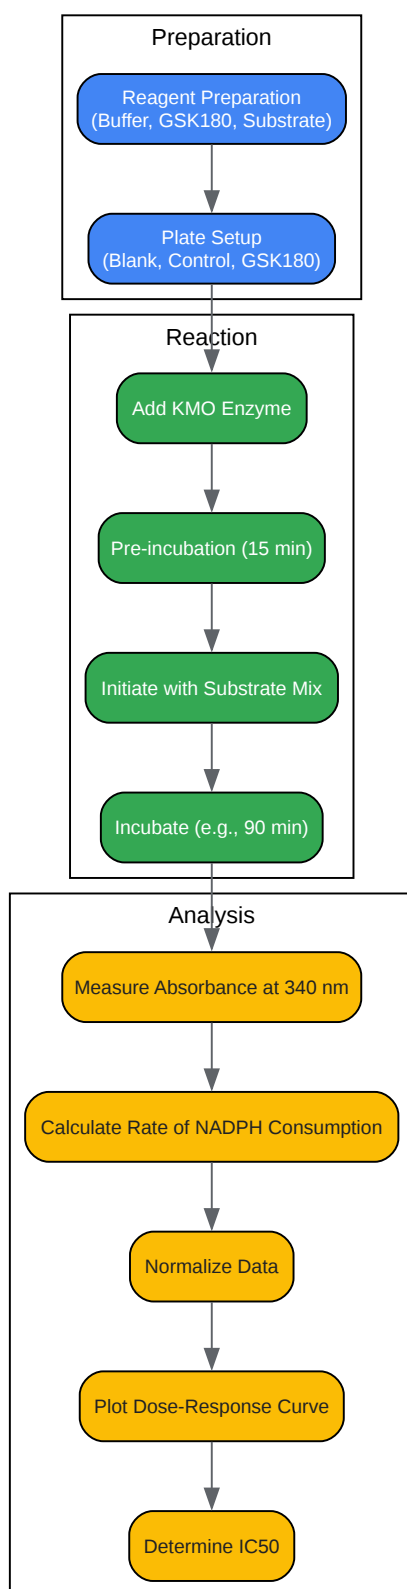 Preparation
Reagent Preparation
(Buffer, GSK180, Substrate)
Plate Setup
(Blank, Control, GSK180)
Reaction
Add KMO Enzyme
Pre-incubation (15 min)
Initiate with Substrate Mix
Incubate (e.g., 90 min)
Analysis
Measure Absorbance at 340 nm
Calculate Rate of NADPH Consumption
Normalize Data
Plot Dose-Response Curve
Determine IC50